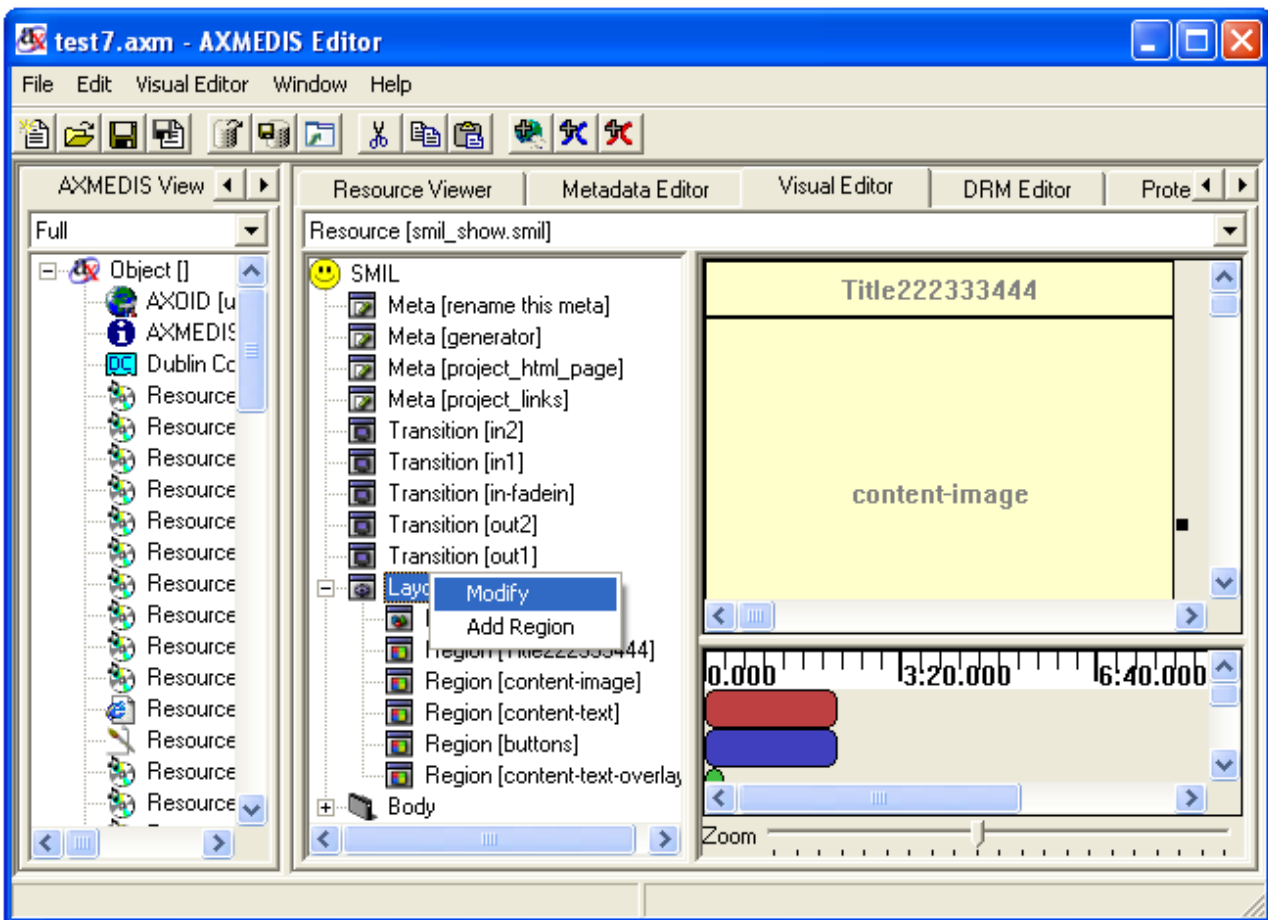 test7.axm - AXMEDIS Editor
File Edit Visual Editor Window Help
AXMEDIS View
Resource Viewer Metadata Editor Visual Editor DRM Editor Prote
Full
Resource [smil_show.smil]
Object []
AXOID [u
AXMEDIS
DC Dublin Co
Resource
Resource
Resource
Resource
Resource
Resource
Resource
Resource
Resource
Resource
Resource
Resource
Resource
Resource
SMIL
Meta [rename this meta]
Meta [generator]
Meta [project_html_page]
Meta [project_links]
Transition [in2]
Transition [in1]
Transition [in-fadein]
Transition [out2]
Transition [out1]
Layo
Modify
Add Region
Region [Title222333444]
Region [content-image]
Region [content-text]
Region [buttons]
Region [content-text-overlay
Body
Title222333444
content-image
0.000 3:20.000 6:40.000
Zoom